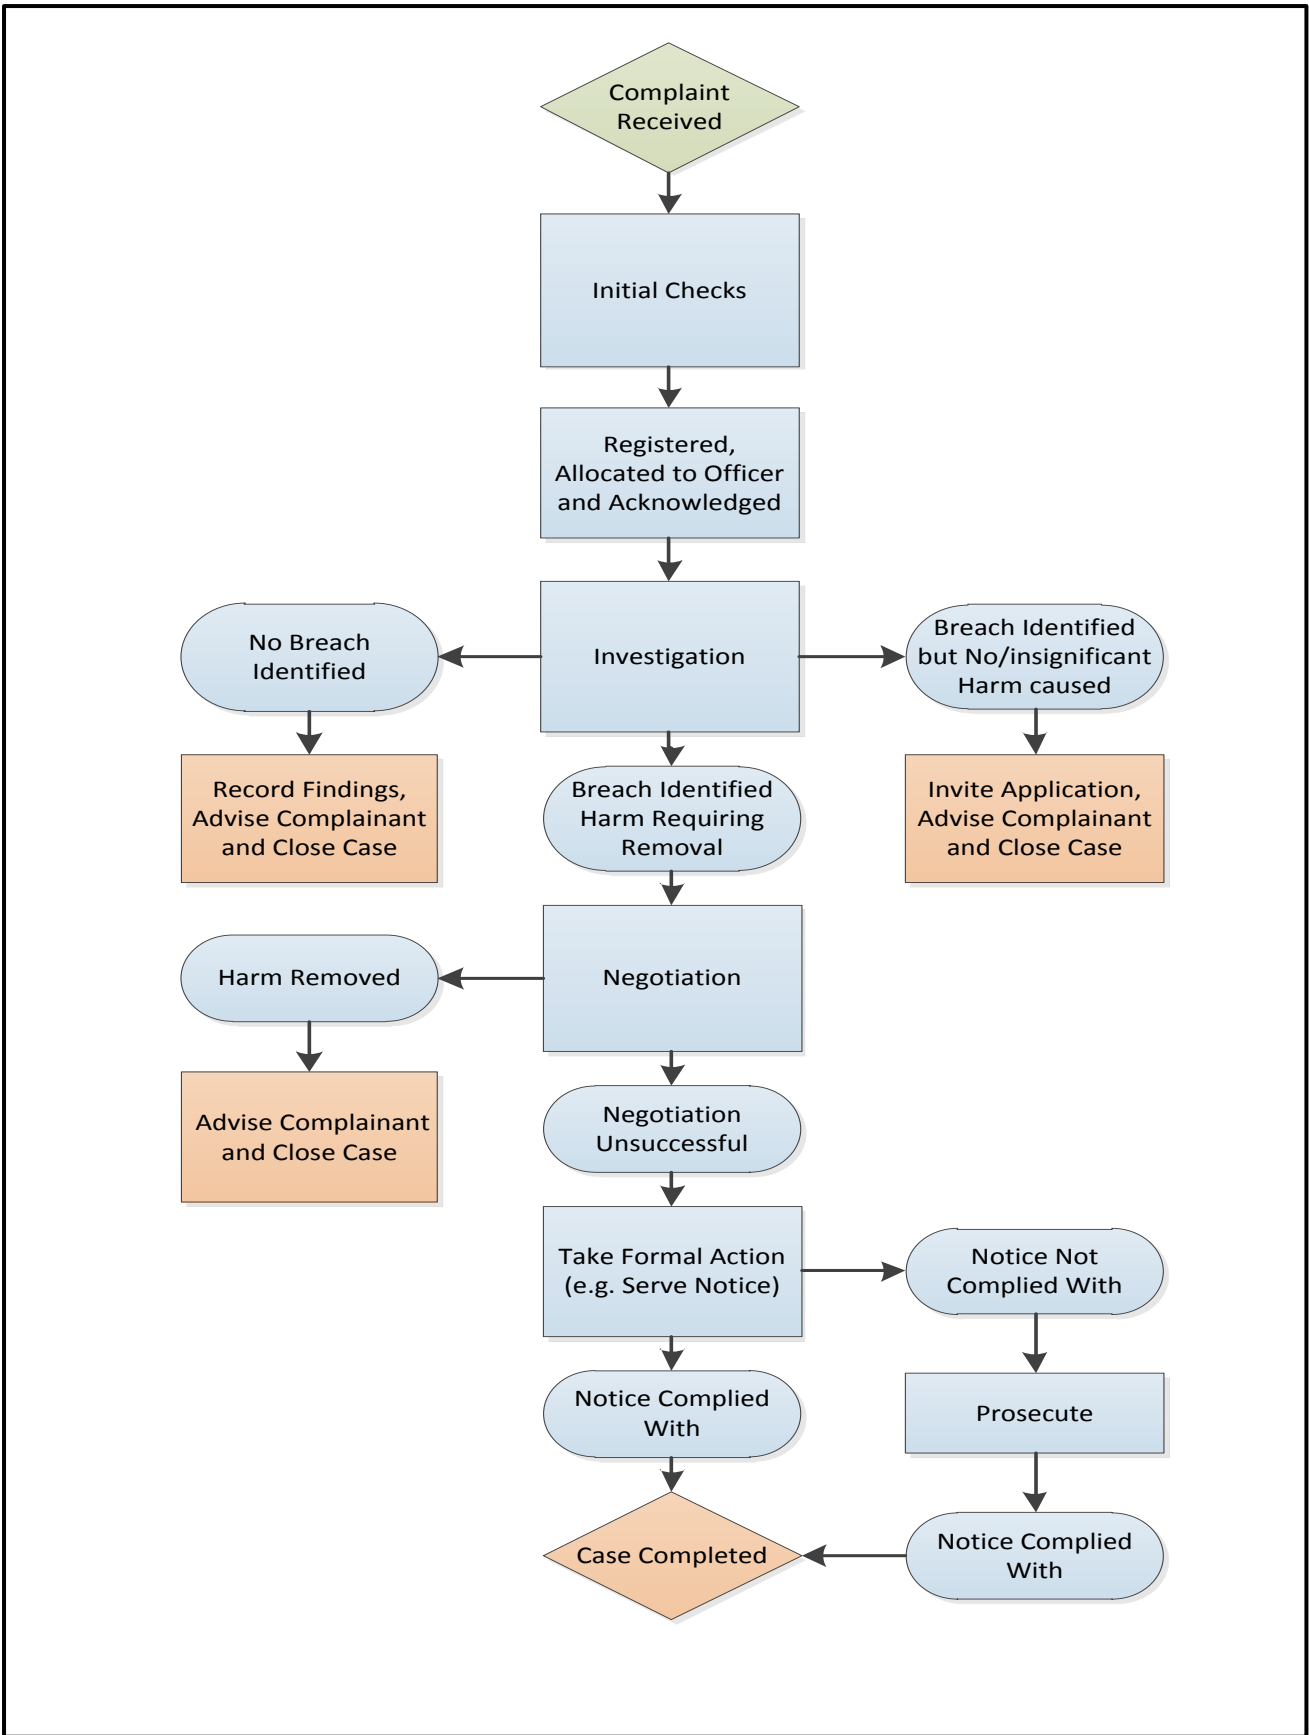 Complaint
Received
Initial Checks
Registered,
Allocated to Officer
and Acknowledged
No Breach
Identified
Investigation
Breach Identified
but No/insignificant
Harm caused
Record Findings,
Advise Complainant
and Close Case
Breach Identified
Harm Requiring
Removal
Invite Application,
Advise Complainant
and Close Case
Harm Removed
Negotiation
Advise Complainant
and Close Case
Negotiation
Unsuccessful
Take Formal Action
(e.g. Serve Notice)
Notice Not
Complied With
Notice Complied
With
Prosecute
Case Completed
Notice Complied
With